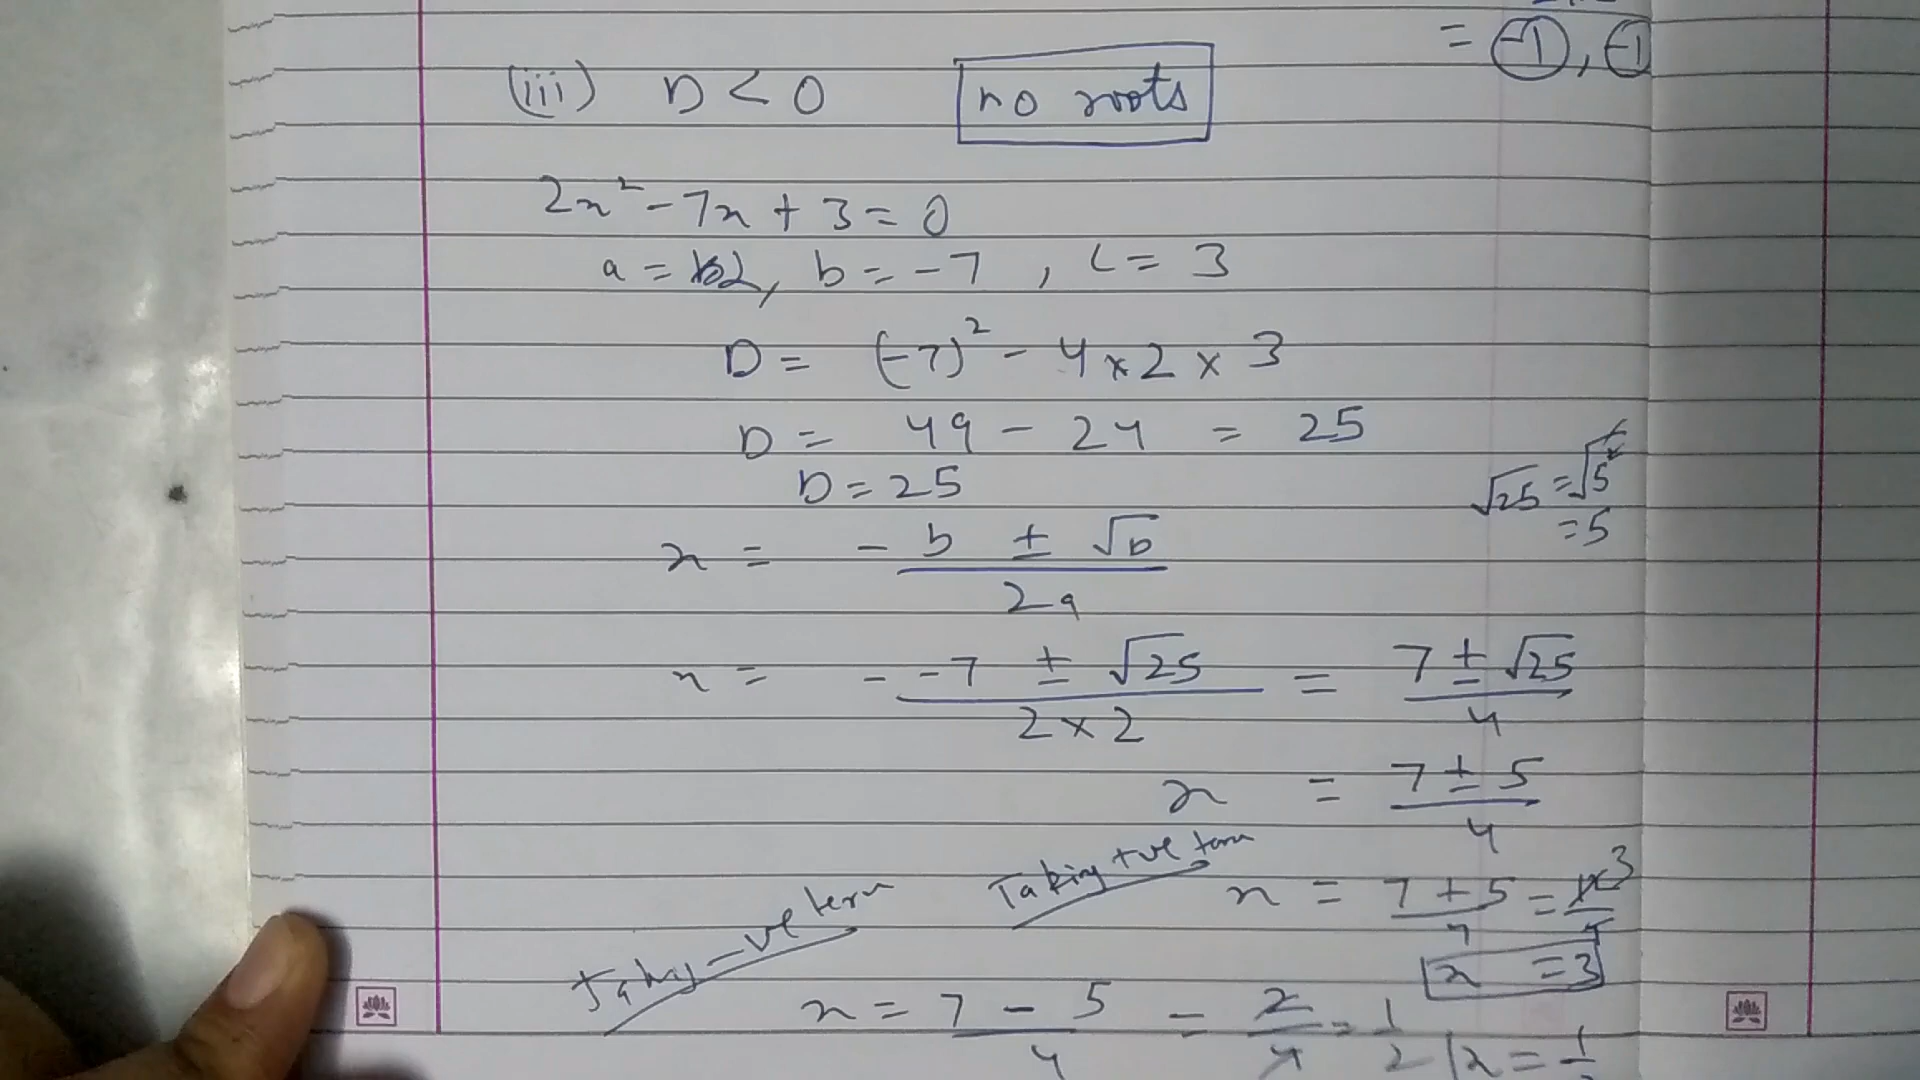 = -1, -1
(iii) D < 0 no roots
2x² - 7x + 3 = 0
a = 2, b = -7, c = 3
D = (-7)² - 4 × 2 × 3
D = 49 - 24 = 25
D = 25
√25 = √5²
= 5
x = - b ± √D / 2a
x = - -7 ± √25 / 2 × 2 = 7 ± √25 / 4
x = 7 ± 5 / 4
Taking +ve term x = 7 + 5 / 4 = 12 / 4 3
x = 3
Taking -ve term
x = 7 - 5 / 4 = 2 / 4 = 1 / 2 | x = 1